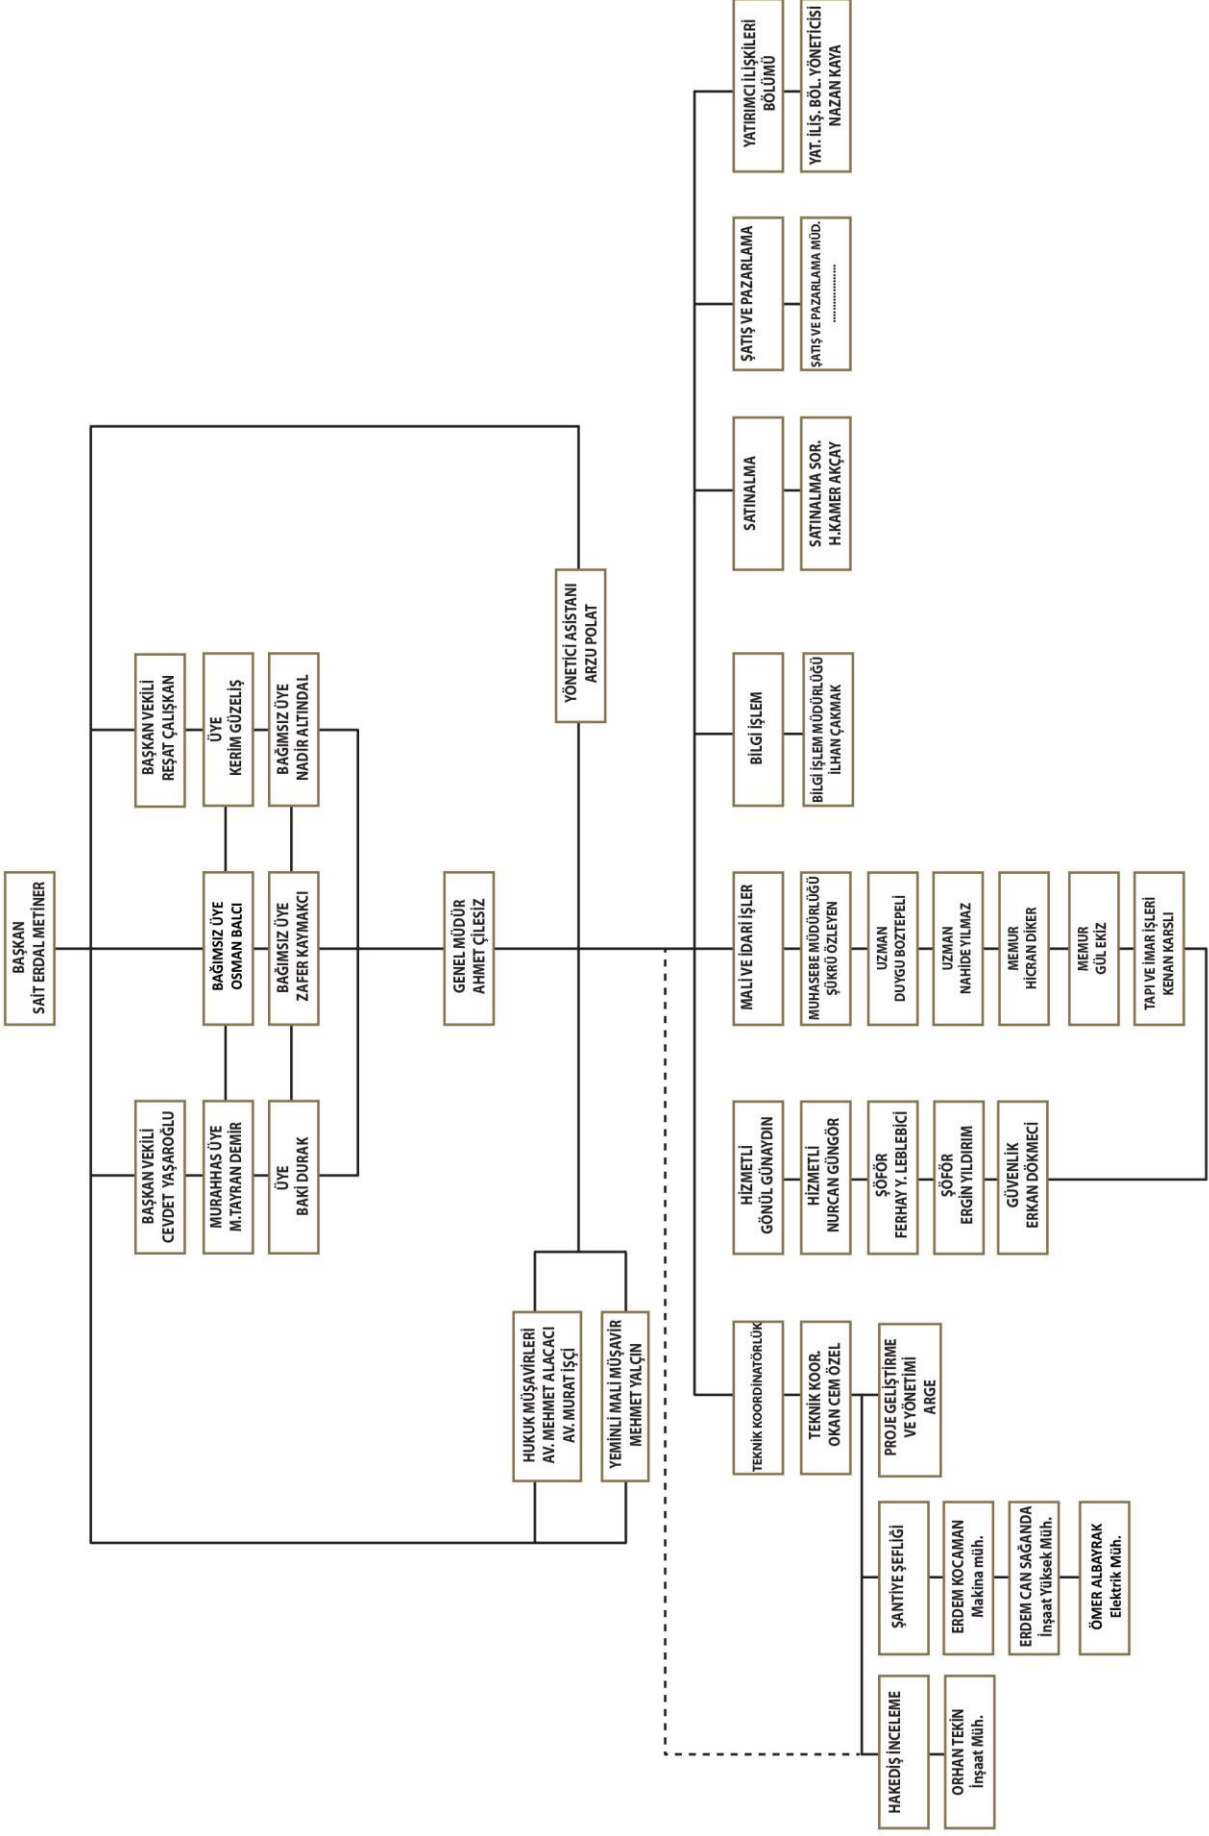 BAŞKAN
SAİT ERDAL METİNER
BAŞKAN VEKİLİ
CEVDET YAŞAROĞLU
BAŞKAN VEKİLİ
REŞAT ÇALIŞKAN
MURAHHAS ÜYE
M.TAYRAN DEMİR
BAĞIMSIZ ÜYE
OSMAN BALCI
ÜYE
KERİM GÜZELİŞ
ÜYE
BAKİ DURAK
BAĞIMSIZ ÜYE
ZAFER KAYMAKCI
BAĞIMSIZ ÜYE
NADİR ALTINDAL
GENEL MÜDÜR
AHMET ÇİLESİZ
HUKUK MÜŞAVİRLERİ
AV. MEHMET ALACACI
AV. MURAT İŞÇİ
YEMİNLİ MALİ MÜŞAVİR
MEHMET YALÇIN
YÖNETİCİ ASİSTANI
ARZU POLAT
TEKNİK KOORDİNATÖRLÜK
TEKNİK KOOR.
OKAN CEM ÖZEL
HAKEDİŞ İNCELEME
ORHAN TEKİN
İnşaat Müh.
ŞANTİYE ŞEFLİĞİ
ERDEM KOCAMAN
Makina müh.
ERDEM CAN SAĞANDA
İnşaat Yüksek Müh.
ÖMER ALBAYRAK
Elektrik Müh.
PROJE GELİŞTİRME
VE YÖNETİMİ
ARGE
HİZMETLİ
GÖNÜL GÜNAYDIN
HİZMETLİ
NURCAN GÜNGÖR
ŞÖFÖR
FERHAY Y. LEBLEBİCİ
ŞÖFÖR
ERGİN YILDIRIM
GÜVENLİK
ERKAN DÖKMECİ
MALİ VE İDARİ İŞLER
MUHASEBE MÜDÜRLÜĞÜ
ŞÜKRÜ ÖZLEYEN
UZMAN
DUYGU BOZTEPELİ
UZMAN
NAHİDE YILMAZ
MEMUR
HİCRAN DİKER
MEMUR
GÜL EKİZ
TAPI VE İMAR İŞLERİ
KENAN KARSLI
BİLGİ İŞLEM
BİLGİ İŞLEM MÜDÜRLÜĞÜ
İLHAN ÇAKMAK
SATINALMA
SATINALMA SOR.
H.KAMER AKÇAY
ŞATIŞ VE PAZARLAMA
ŞATIŞ VE PAZARLAMA MÜD.
..................
YATIRIMCI İLİŞKİLERİ
BÖLÜMÜ
YAT. İLİŞ. BÖL. YÖNETİCİSİ
NAZAN KAYA